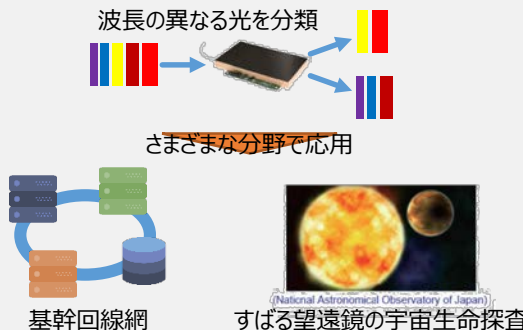 波長の異なる光を分類
さまざまな分野で応用
(National Astronomical Observatory of Japan)
基幹回線網
すばる望遠鏡の宇宙生命探査